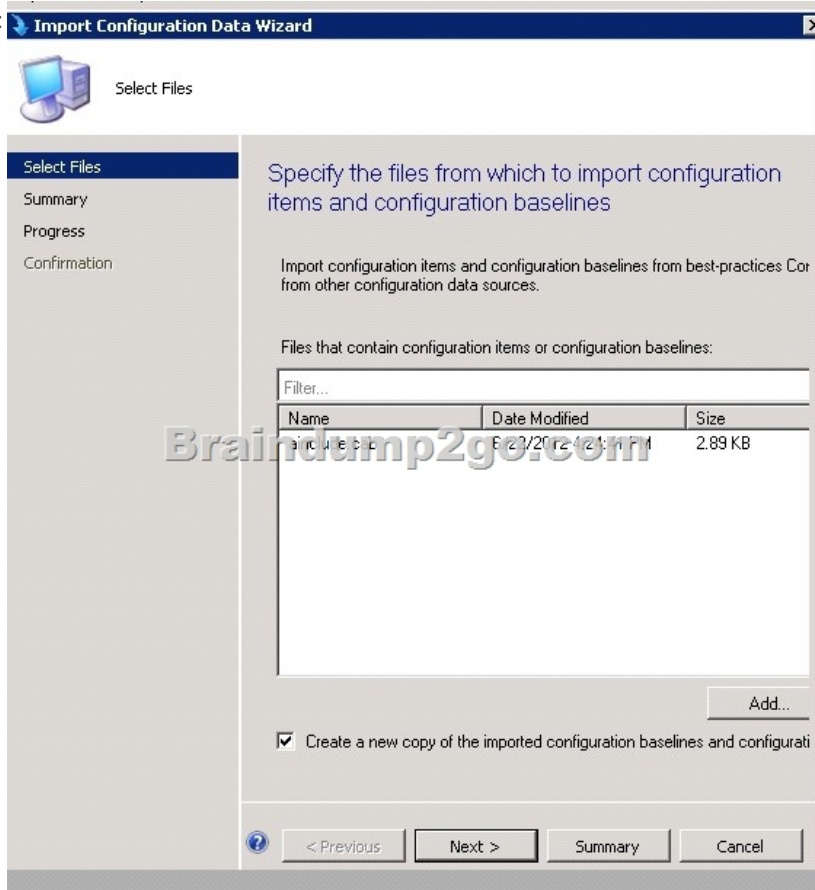 Import Configuration Data Wizard
Select Files
Select Files
Summary
Progress
Confirmation
Specify the files from which to import configuration
items and configuration baselines
Import configuration items and configuration baselines from best-practices Con
from other configuration data sources.
Files that contain configuration items or configuration baselines:
Filter...
Name Date Modified Size
2.89 KB
Braindump2go.com
Add...
Create a new copy of the imported configuration baselines and configurati
< Previous Next > Summary Cancel